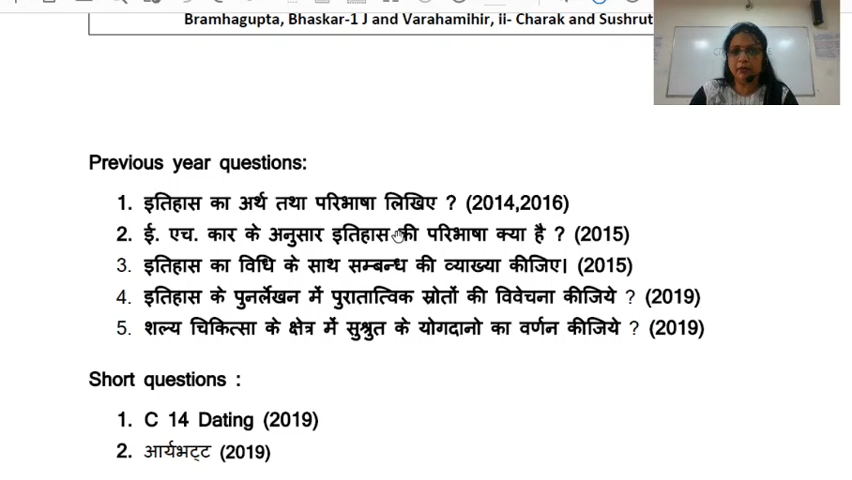 Bramhagupta, Bhaskar-1 J and Varahamihir, ii- Charak and Sushrut
Previous year questions:
1. इतिहास का अर्थ तथा परिभाषा लिखिए ? (2014,2016)
2. ई. एच. कार के अनुसार इतिहास की परिभाषा क्या है ? (2015)
3. इतिहास का विधि के साथ सम्बन्ध की व्याख्या कीजिए। (2015)
4. इतिहास के पुनर्लेखन में पुरातात्विक स्रोतों की विवेचना कीजिये ? (2019)
5. शल्य चिकित्सा के क्षेत्र में सुश्रुत के योगदानो का वर्णन कीजिये ? (2019)
Short questions :
1. C 14 Dating (2019)
2. आर्यभट्ट (2019)